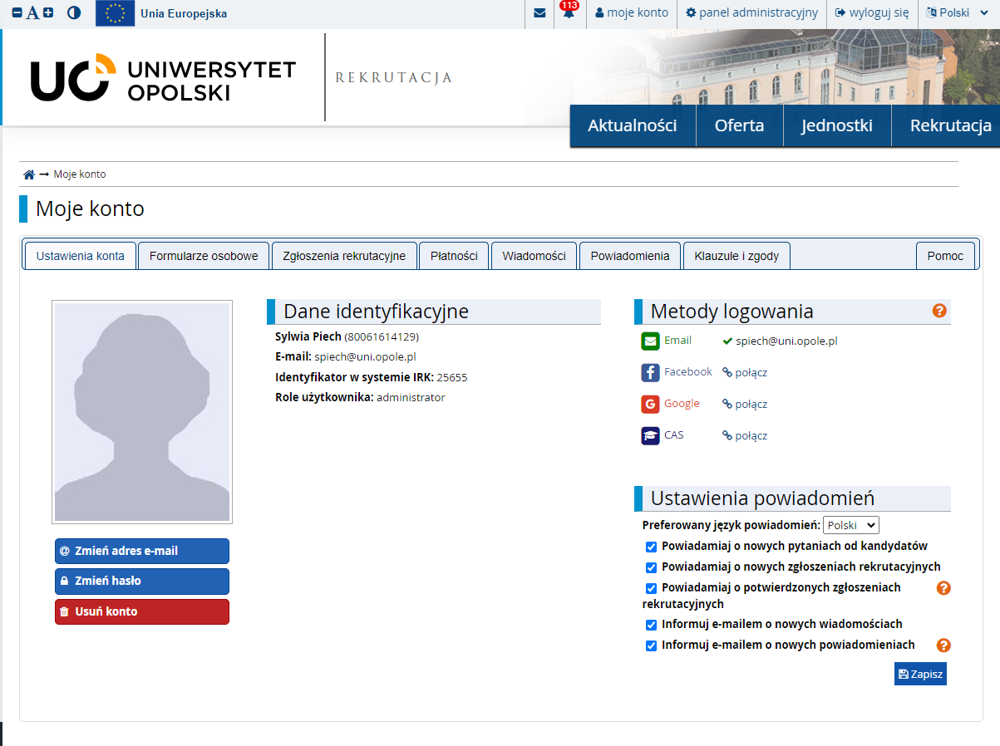 A Unia Europejska 113 moje konto panel administracyjny wyloguj się Polski
UO UNIWERSYTET OPOLSKI
REKRUTACJA
Aktualności Oferta Jednostki Rekrutacja
Moje konto
Moje konto
Ustawienia konta Formularze osobowe Zgłoszenia rekrutacyjne Płatności Wiadomości Powiadomienia Klauzule i zgody Pomoc
@ Zmień adres e-mail
Zmień hasło
Usuń konto
Dane identyfikacyjne
Sylwia Piech (80061614129)
E-mail: spiech@uni.opole.pl
Identyfikator w systemie IRK: 25655
Role użytkownika: administrator
Metody logowania ?
Email spiech@uni.opole.pl
f Facebook połącz
G Google połącz
CAS połącz
Ustawienia powiadomień
Preferowany język powiadomień: Polski
Powiadamiaj o nowych pytaniach od kandydatów
Powiadamiaj o nowych zgłoszeniach rekrutacyjnych
Powiadamiaj o potwierdzonych zgłoszeniach ?
rekrutacyjnych
Informuj e-mailem o nowych wiadomościach
Informuj e-mailem o nowych powiadomieniach ?
Zapisz